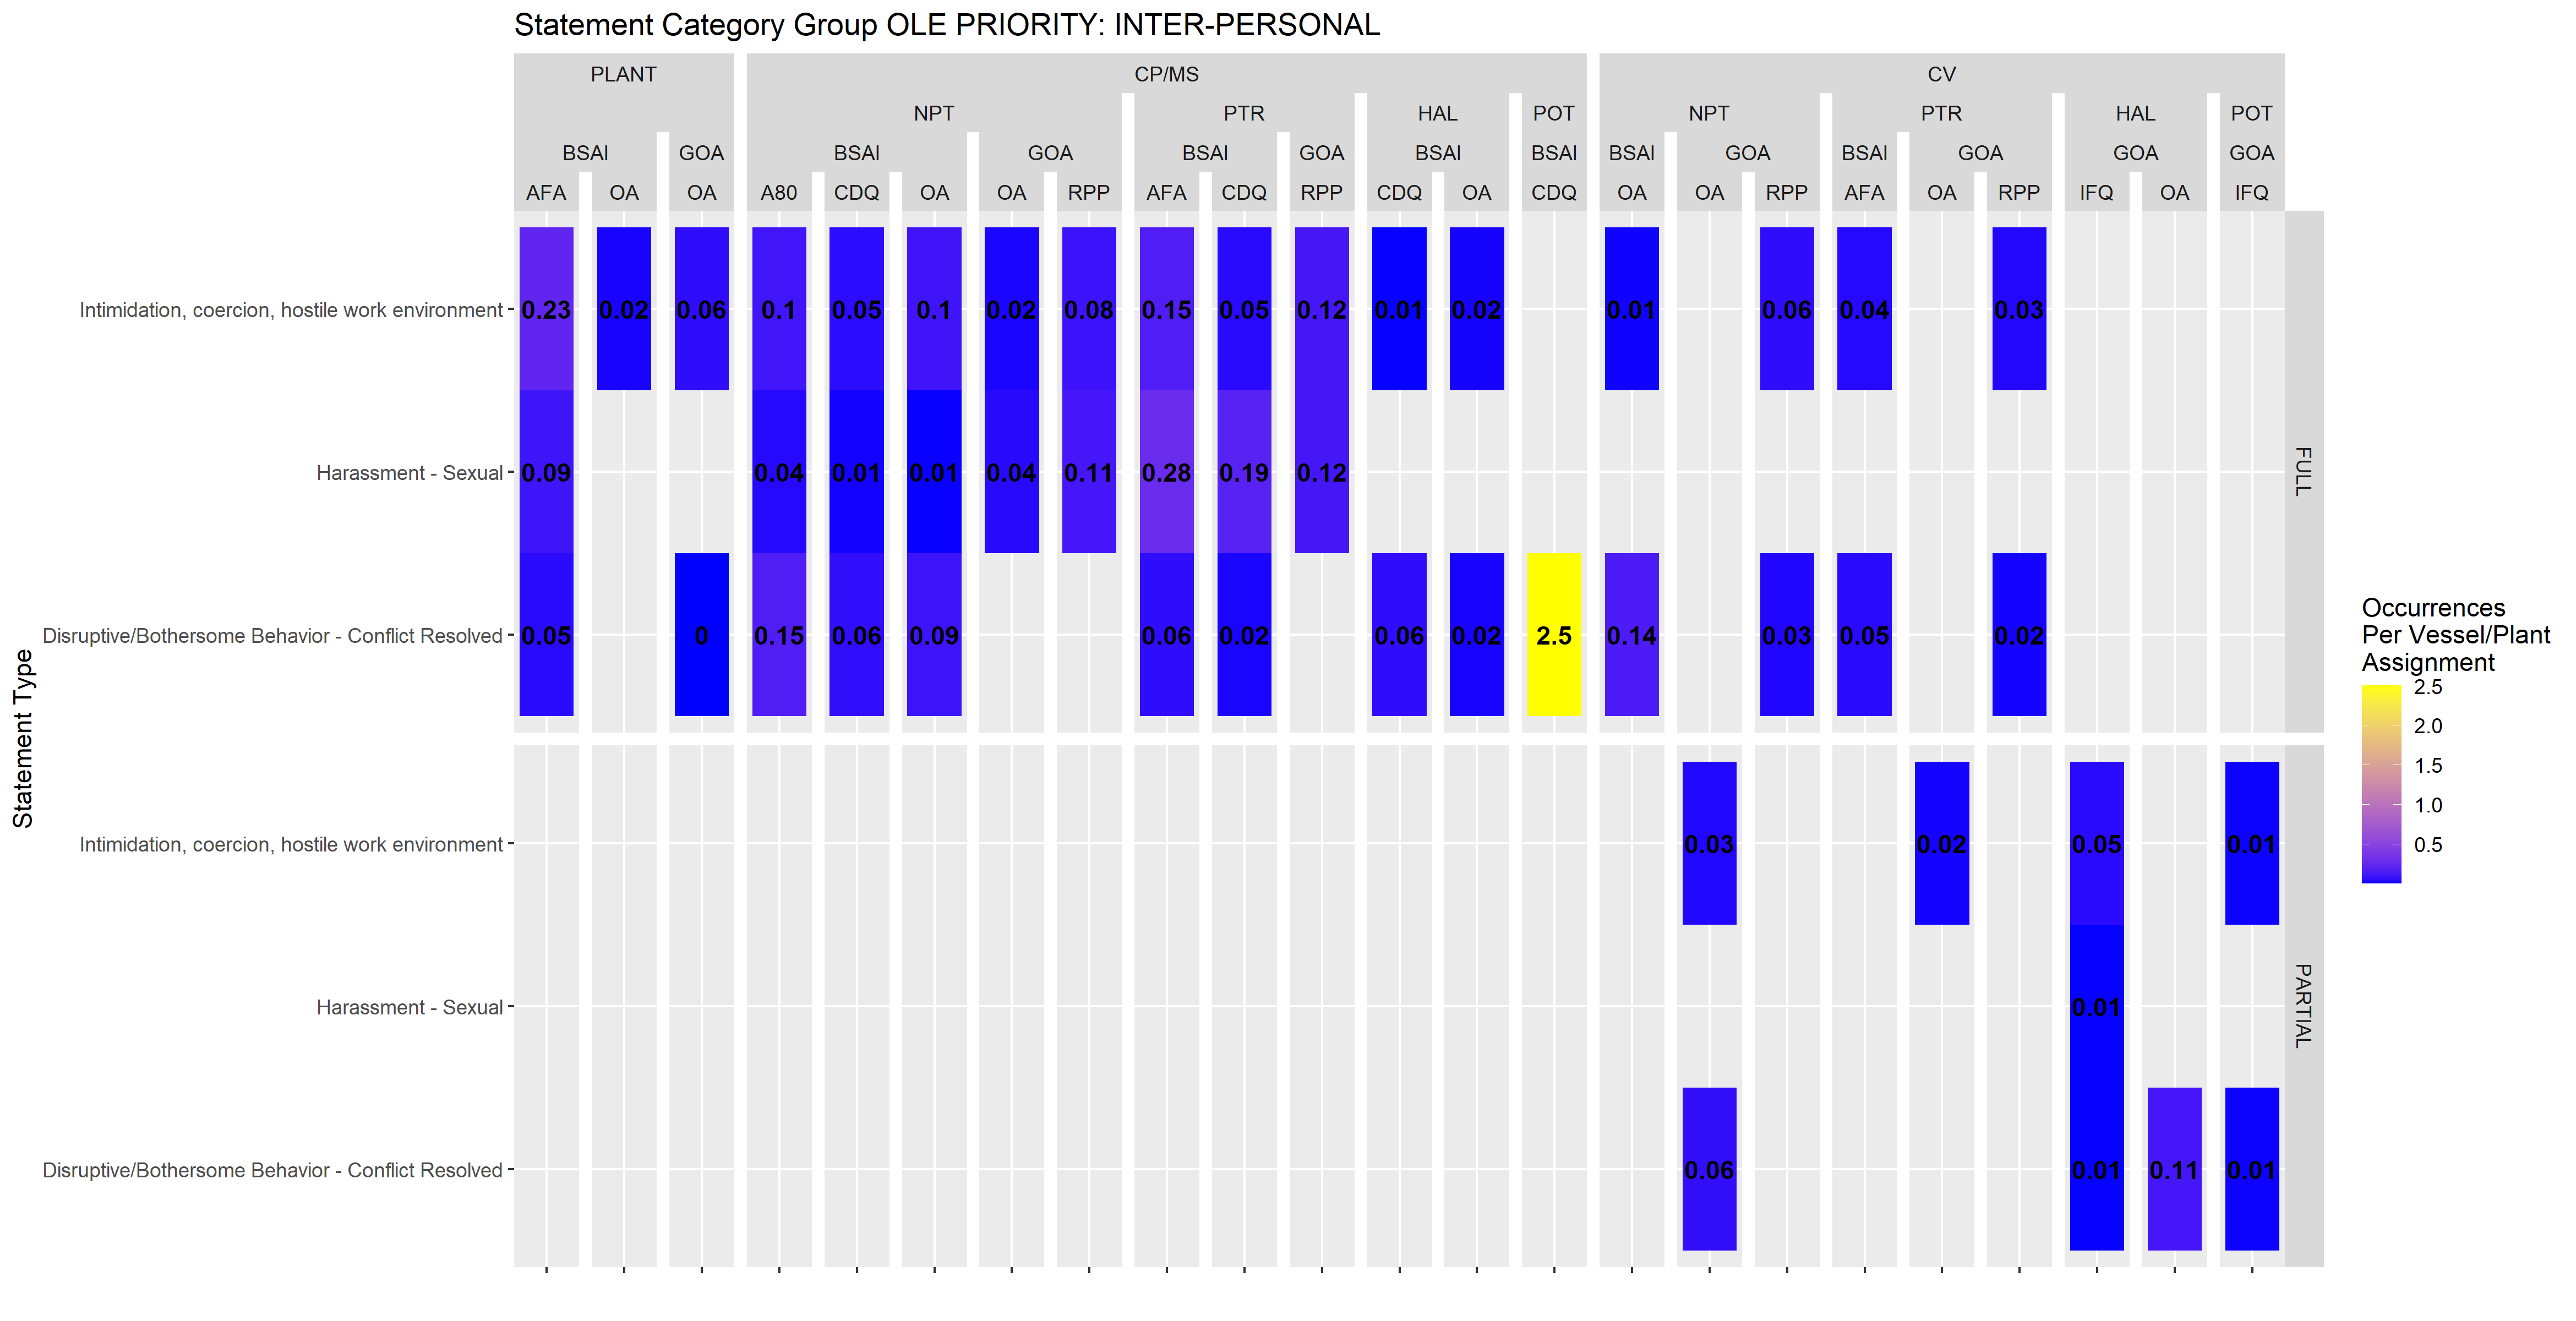 Statement Category Group OLE PRIORITY: INTER-PERSONAL
PLANT CP/MS CV
NPT PTR HAL POT NPT PTR HAL POT
BSAI GOA BSAI GOA BSAI GOA BSAI BSAI BSAI GOA BSAI GOA GOA GOA
AFA OA OA A80 CDQ OA OA RPP AFA CDQ RPP CDQ OA CDQ OA OA RPP AFA OA RPP IFQ OA IFQ
Intimidation, coercion, hostile work environment 0.23 0.02 0.06 0.1 0.05 0.1 0.02 0.08 0.15 0.05 0.12 0.01 0.02 0.01 0.06 0.04 0.03
Harassment - Sexual 0.09 0.04 0.01 0.01 0.04 0.11 0.28 0.19 0.12
FULL
Disruptive/Bothersome Behavior - Conflict Resolved 0.05 0 0.15 0.06 0.09 0.06 0.02 0.06 0.02 2.5 0.14 0.03 0.05 0.02
Intimidation, coercion, hostile work environment 0.03 0.02 0.05 0.01
Harassment - Sexual 0.01
PARTIAL
Disruptive/Bothersome Behavior - Conflict Resolved 0.06 0.01 0.11 0.01
Statement Type
Occurrences
Per Vessel/Plant
Assignment
2.5
2.0
1.5
1.0
0.5